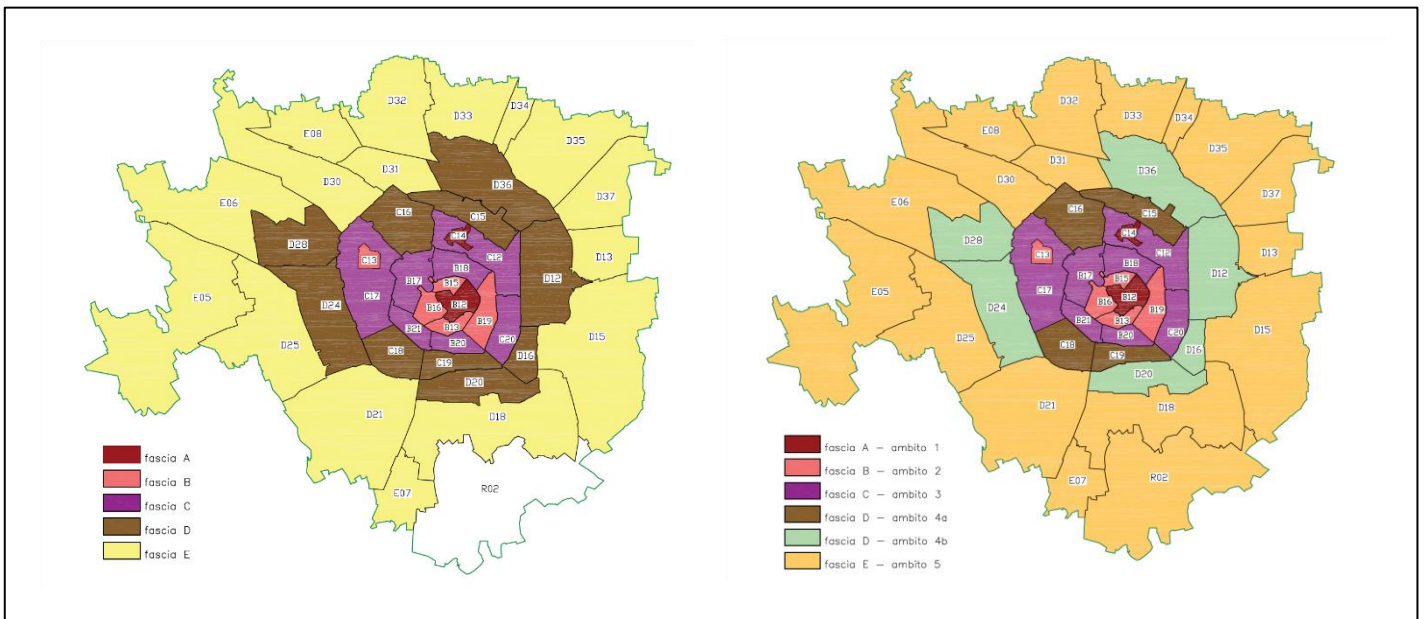 D32
D33
D34
E08
D35
D31
D30
D36
D37
E06
C16
C15
C14
D28
C12
D13
C13
B18
D12
B17
B15
E05
C17
B12
D24
B16
B19
B21
B13
D15
D25
B20
C20
C18
C19
D16
D20
D21
D18
fascia A
fascia B
R02
fascia C
E07
fascia D
fascia E
D32
D33
D34
E08
D35
D31
D36
D30
D37
E06
C16
C15
C14
D28
C12
D13
C13
B18
D12
B17
B15
E05
C17
B12
D24
B16
B19
B13
B21
D15
D25
B20
C20
C18
C19
D16
D20
D21
D18
fascia A – ambito 1
fascia B – ambito 2
R02
fascia C – ambito 3
E07
fascia D – ambito 4a
fascia D – ambito 4b
fascia E – ambito 5